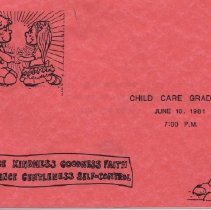 CHILD CARE GRAD
JUNE 10, 1981
7:00 P.M.
KINDNESS GOODNESS FAITH
GENTLENESS SELF-CONTROL